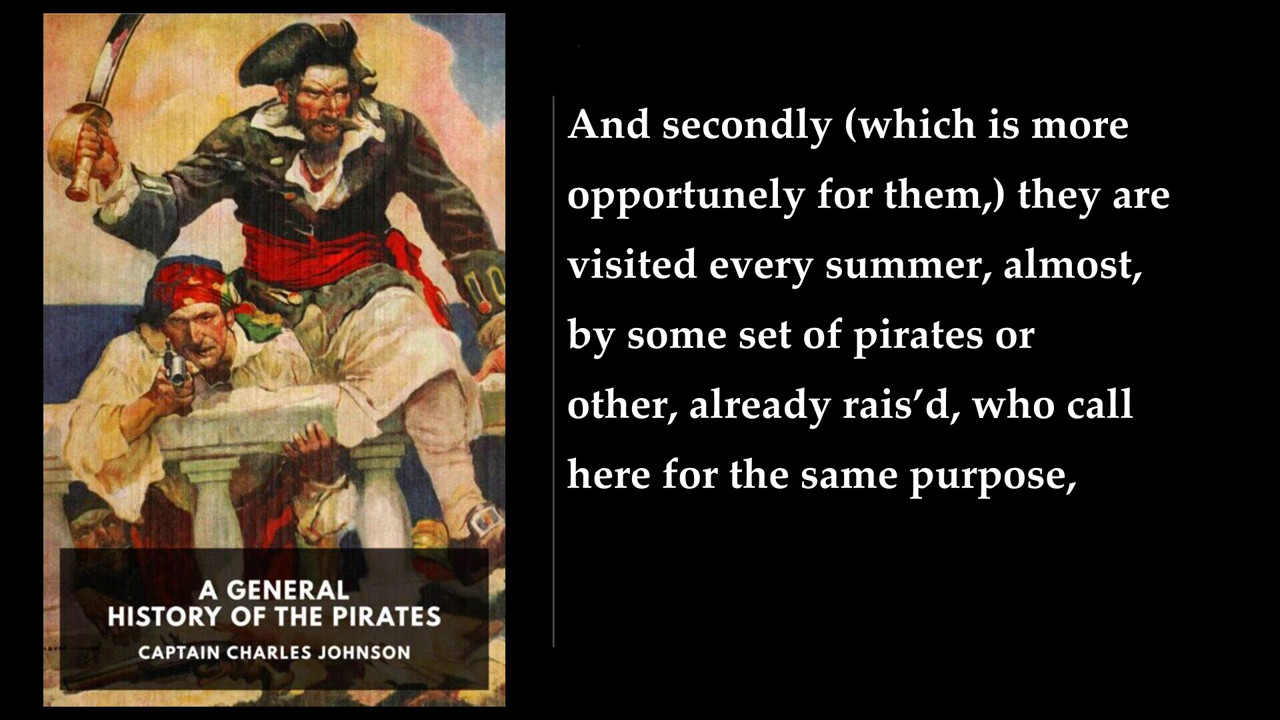 And secondly (which is more
opportunely for them,) they are
visited every summer, almost,
by some set of pirates or
other, already rais’d, who call
here for the same purpose,
A GENERAL
HISTORY OF THE PIRATES
CAPTAIN CHARLES JOHNSON